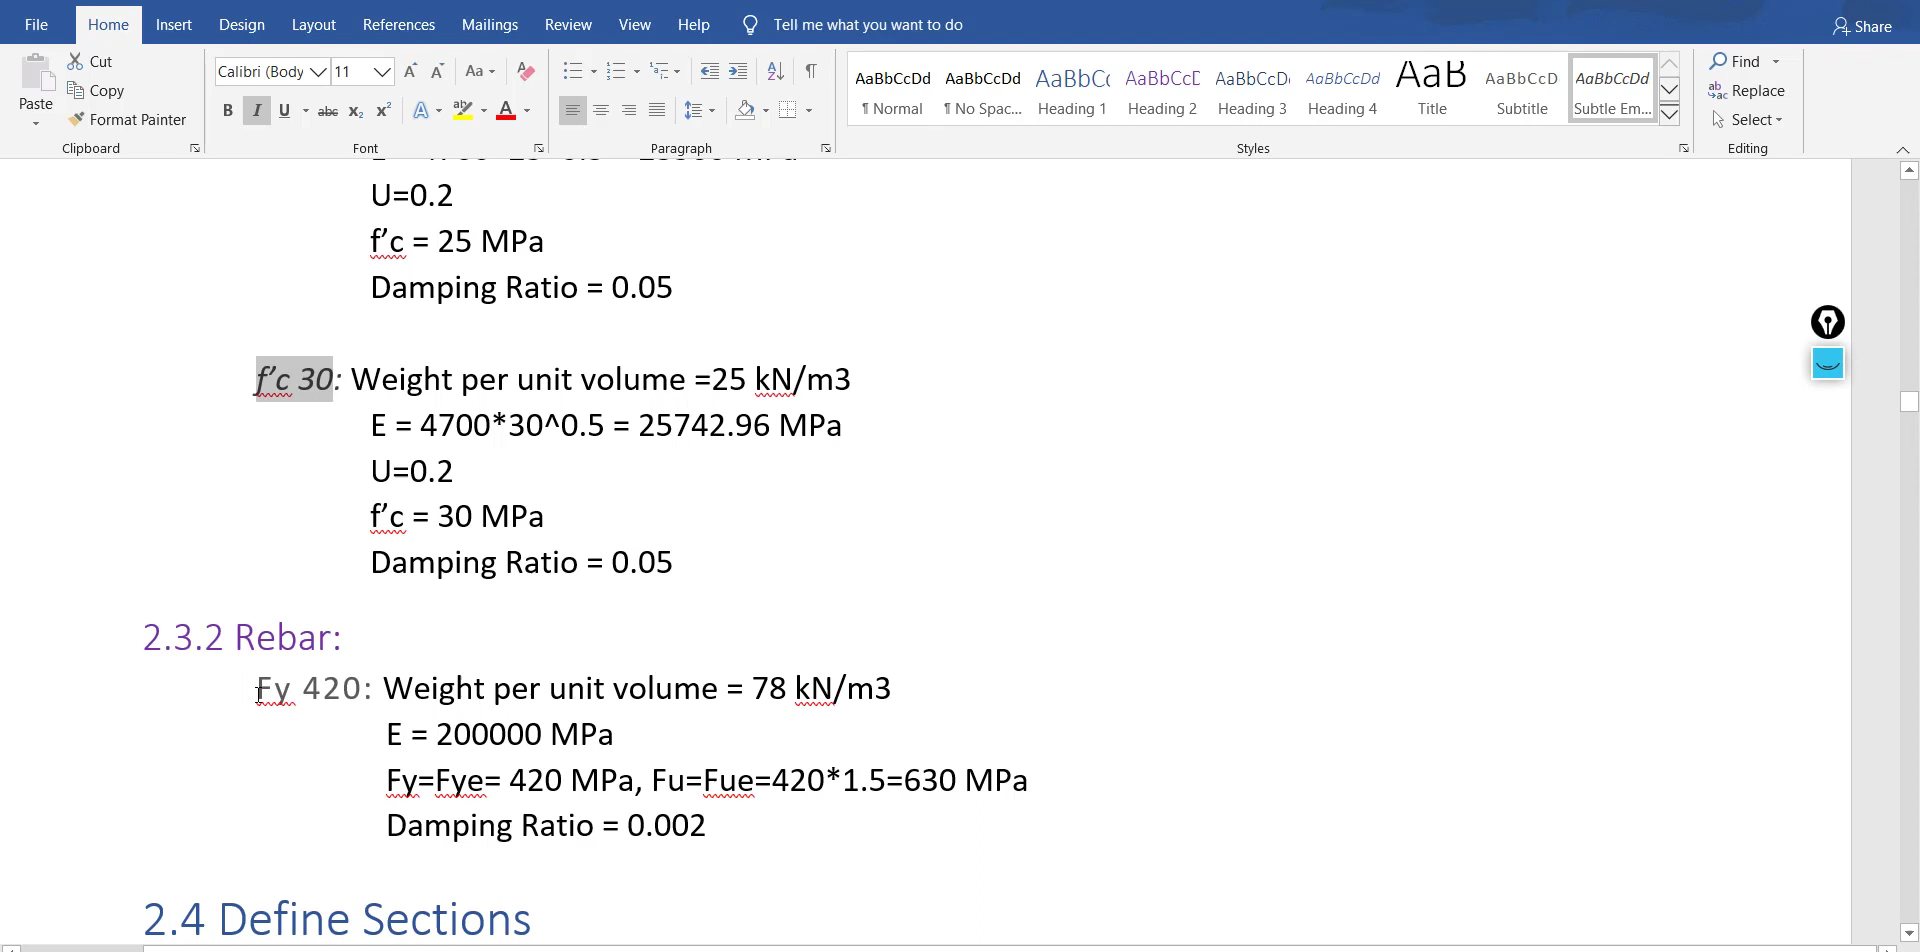 File Home Insert Design Layout References Mailings Review View Help Tell me what you want to do Share
Paste
Cut
Copy
Format Painter
Clipboard
Calibri (Body 11
Font
Paragraph
AaBbCcDd AaBbCcDd AaBbC AaBbCcD AaBbCcD AaBbCcDd AaB AaBbCcD AaBbCcDd
¶ Normal ¶ No Spac... Heading 1 Heading 2 Heading 3 Heading 4 Title Subtitle Subtle Em...
Styles
Find
Replace
Select
Editing
U=0.2
f’c = 25 MPa
Damping Ratio = 0.05
f’c 30: Weight per unit volume =25 kN/m3
E = 4700*30^0.5 = 25742.96 MPa
U=0.2
f’c = 30 MPa
Damping Ratio = 0.05
2.3.2 Rebar:
Fy 420: Weight per unit volume = 78 kN/m3
E = 200000 MPa
Fy=Fye= 420 MPa, Fu=Fue=420*1.5=630 MPa
Damping Ratio = 0.002
2.4 Define Sections